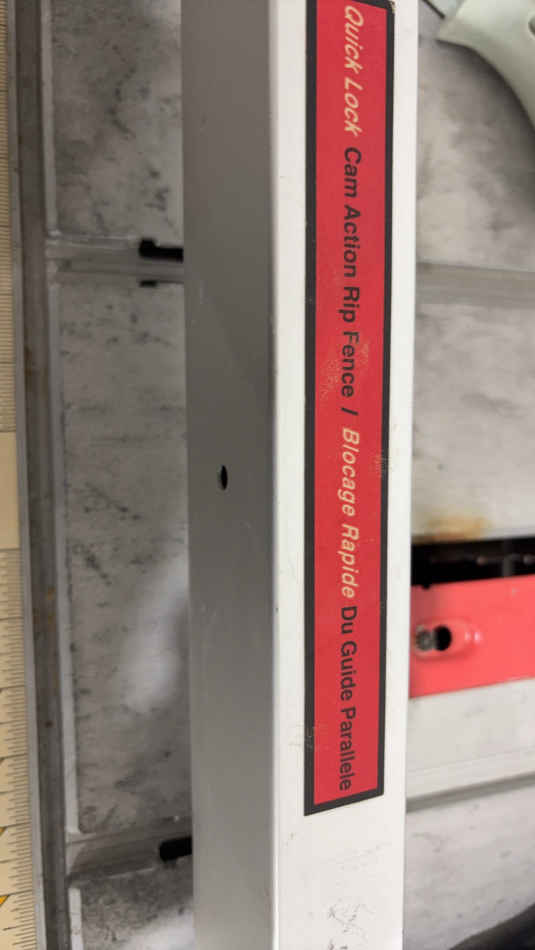 Quick Lock Cam Action Rip Fence / Blocage Rapide Du Guide Parallele